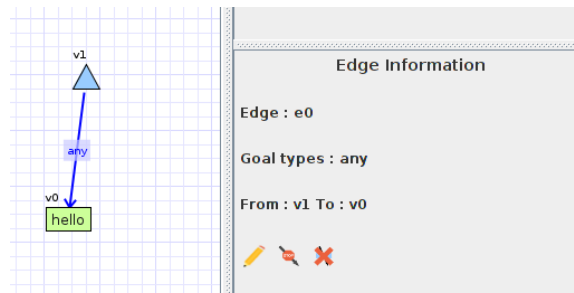 v1
any
v0
hello
Edge Information
Edge : e0
Goal types : any
From : v1 To : v0